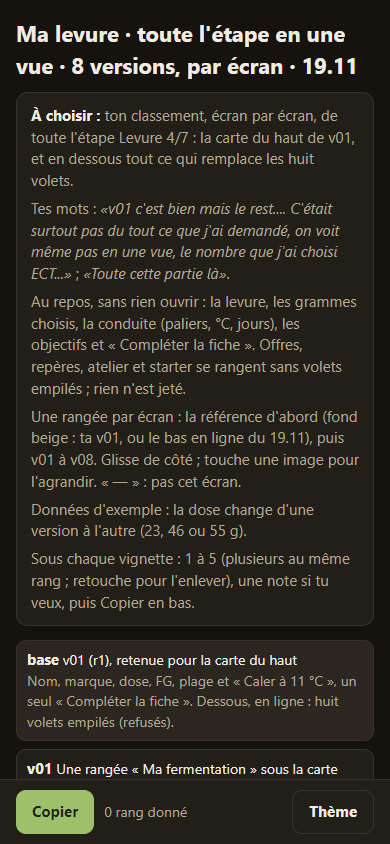 Ma levure · toute l'étape en une
vue · 8 versions, par écran · 19.11
À choisir : ton classement, écran par écran, de
toute l'étape Levure 4/7 : la carte du haut de v01,
et en dessous tout ce qui remplace les huit
volets.
Tes mots : «v01 c'est bien mais le rest.... C'était
surtout pas du tout ce que j'ai demandé, on voit
même pas en une vue, le nombre que j'ai choisi
ECT...» ; «Toute cette partie là».
Au repos, sans rien ouvrir : la levure, les grammes
choisis, la conduite (paliers, °C, jours), les
objectifs et « Compléter la fiche ». Offres,
repères, atelier et starter se rangent sans volets
empilés ; rien n'est jeté.
Une rangée par écran : la référence d'abord (fond
beige : ta v01, ou le bas en ligne du 19.11), puis
v01 à v08. Glisse de côté ; touche une image pour
l'agrandir. « — » : pas cet écran.
Données d'exemple : la dose change d'une
version à l'autre (23, 46 ou 55 g).
Sous chaque vignette : 1 à 5 (plusieurs au même
rang ; retouche pour l'enlever), une note si tu
veux, puis Copier en bas.
base v01 (r1), retenue pour la carte du haut
Nom, marque, dose, FG, plage et « Caler à 11 °C », un
seul « Compléter la fiche ». Dessous, en ligne : huit
volets empilés (refusés).
v01 Une rangée « Ma fermentation » sous la carte
Copier
0 rang donné
Thème